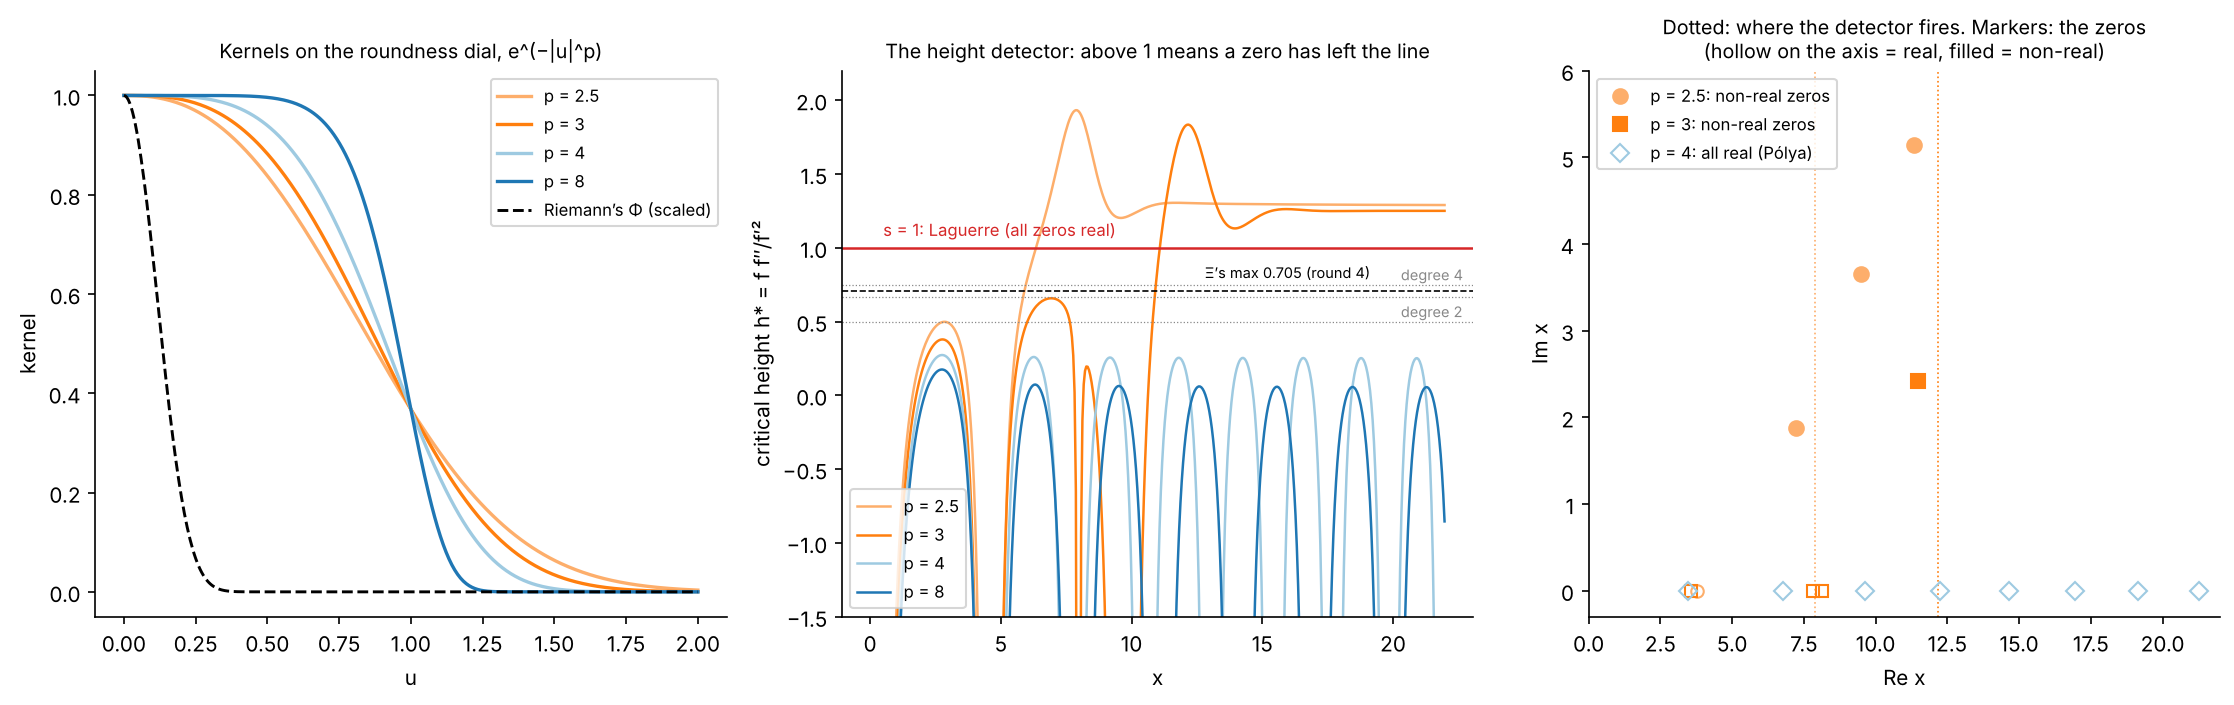 Kernels on the roundness dial, e^(−|u|^p)
p = 2.5
p = 3
p = 4
p = 8
Riemann's Φ (scaled)
kernel
1.0
0.8
0.6
0.4
0.2
0.0
0.00 0.25 0.50 0.75 1.00 1.25 1.50 1.75 2.00
u
The height detector: above 1 means a zero has left the line
critical height h* = f f''/f'²
2.0
1.5
1.0
0.5
0.0
−0.5
−1.0
−1.5
s = 1: Laguerre (all zeros real)
Ξ's max 0.705 (round 4)
degree 4
degree 2
p = 2.5
p = 3
p = 4
p = 8
0 5 10 15 20
x
Dotted: where the detector fires. Markers: the zeros
(hollow on the axis = real, filled = non-real)
p = 2.5: non-real zeros
p = 3: non-real zeros
p = 4: all real (Pólya)
Im x
6
5
4
3
2
1
0
0.0 2.5 5.0 7.5 10.0 12.5 15.0 17.5 20.0
Re x